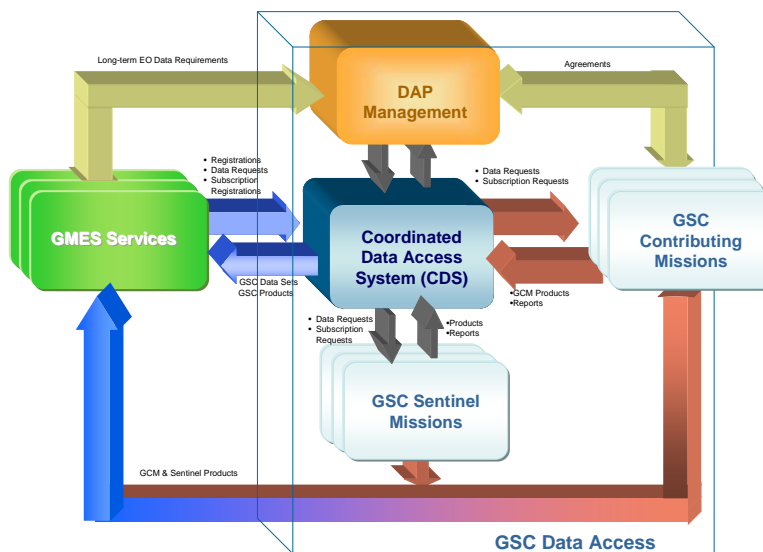 Long-term EO Data Requirements
Agreements
DAP
Management
• Registrations
• Data Requests
• Subscription
Registrations
• Data Requests
• Subscription Requests
GMES Services
Coordinated
Data Access
System (CDS)
GSC
Contributing
Missions
GSC Data Sets
GSC Products
•GCM Products
•Reports
• Data Requests
• Subscription
Requests
•Products
•Reports
GSC Sentinel
Missions
GCM & Sentinel Products
GSC Data Access